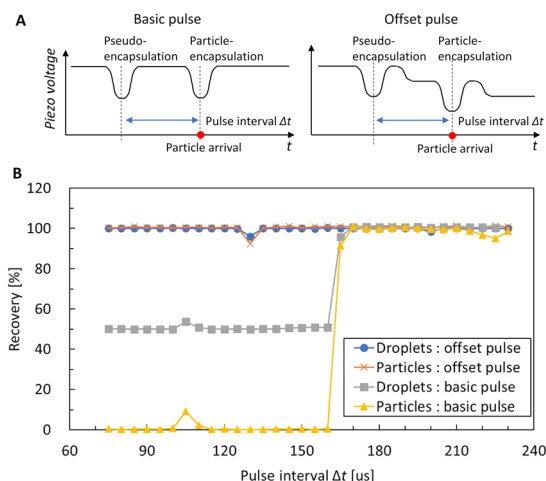 A
Basic pulse
Offset pulse
Pseudo-
encapsulation
Particle-
encapsulation
Pseudo-
encapsulation
Particle-
encapsulation
Piezo voltage
Pulse interval Δt
Pulse interval Δt
Particle arrival
t
Particle arrival
t
B
120
100
80
60
40
20
0
Recovery [%]
Droplets : offset pulse
Particles : offset pulse
Droplets : basic pulse
Particles : basic pulse
60 90 120 150 180 210 240
Pulse interval Δt [us]